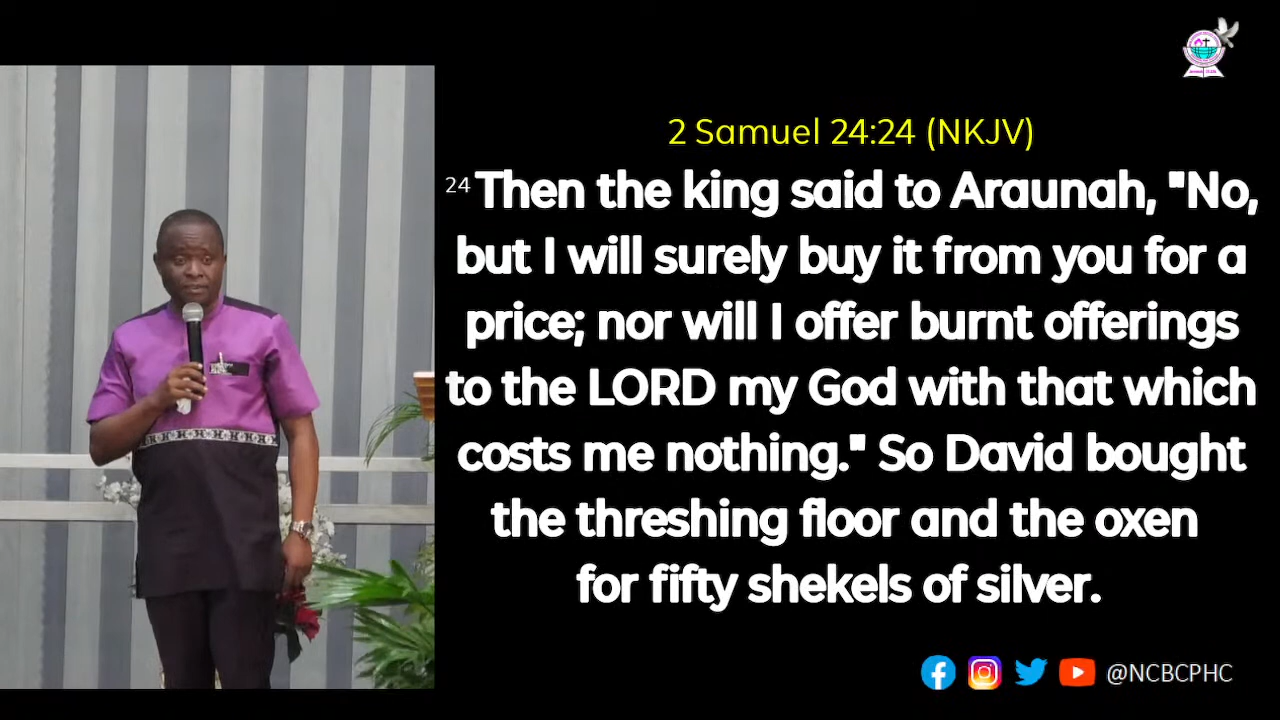 2 Samuel 24:24 (NKJV)
24 Then the king said to Araunah, "No,
but I will surely buy it from you for a
price; nor will I offer burnt offerings
to the LORD my God with that which
costs me nothing." So David bought
the threshing floor and the oxen
for fifty shekels of silver.
@NCBCPHC